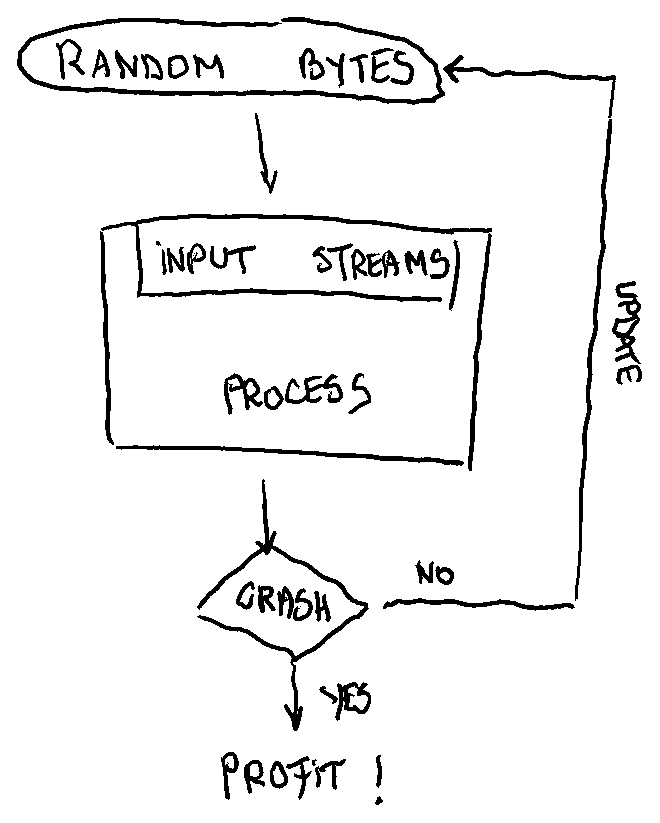 RANDOM BYTES
INPUT STREAMS
PROCESS
UPDATE
CRASH
NO
YES
PROFIT !